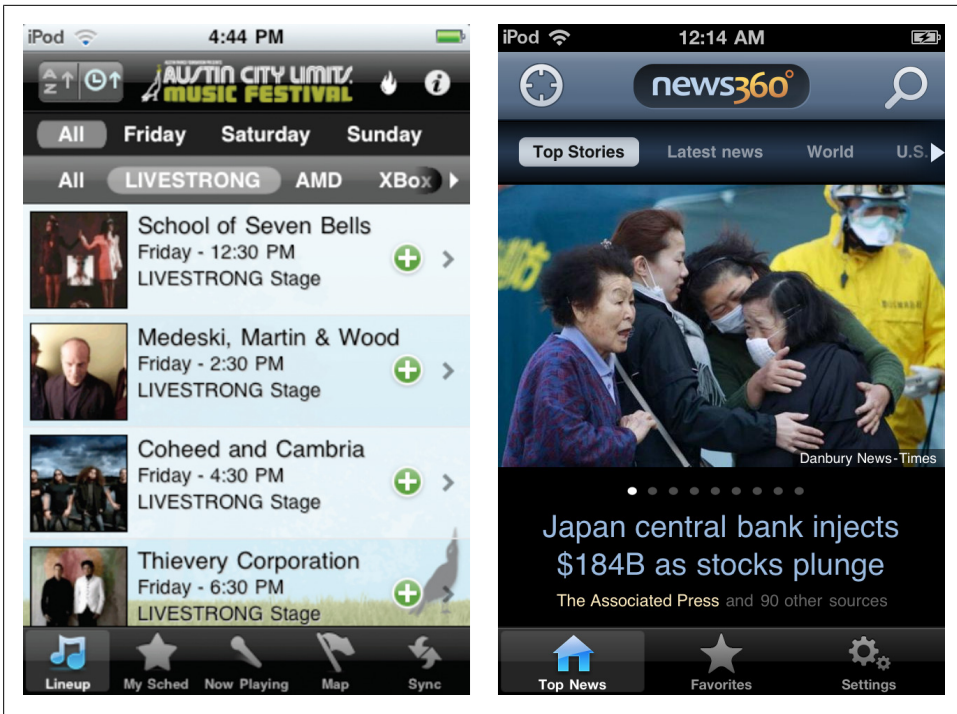 iPod 4:44 PM
A Z
AUSTIN CITY LIMITS
MUSIC FESTIVAL
All Friday Saturday Sunday
All LIVESTRONG AMD XBox
School of Seven Bells
Friday - 12:30 PM
LIVESTRONG Stage
Medeski, Martin & Wood
Friday - 2:30 PM
LIVESTRONG Stage
Coheed and Cambria
Friday - 4:30 PM
LIVESTRONG Stage
Thievery Corporation
Friday - 6:30 PM
LIVESTRONG Stage
Lineup My Sched Now Playing Map Sync
iPod 12:14 AM
news360°
Top Stories Latest news World U.S.
Danbury News-Times
Japan central bank injects
$184B as stocks plunge
The Associated Press and 90 other sources
Top News Favorites Settings